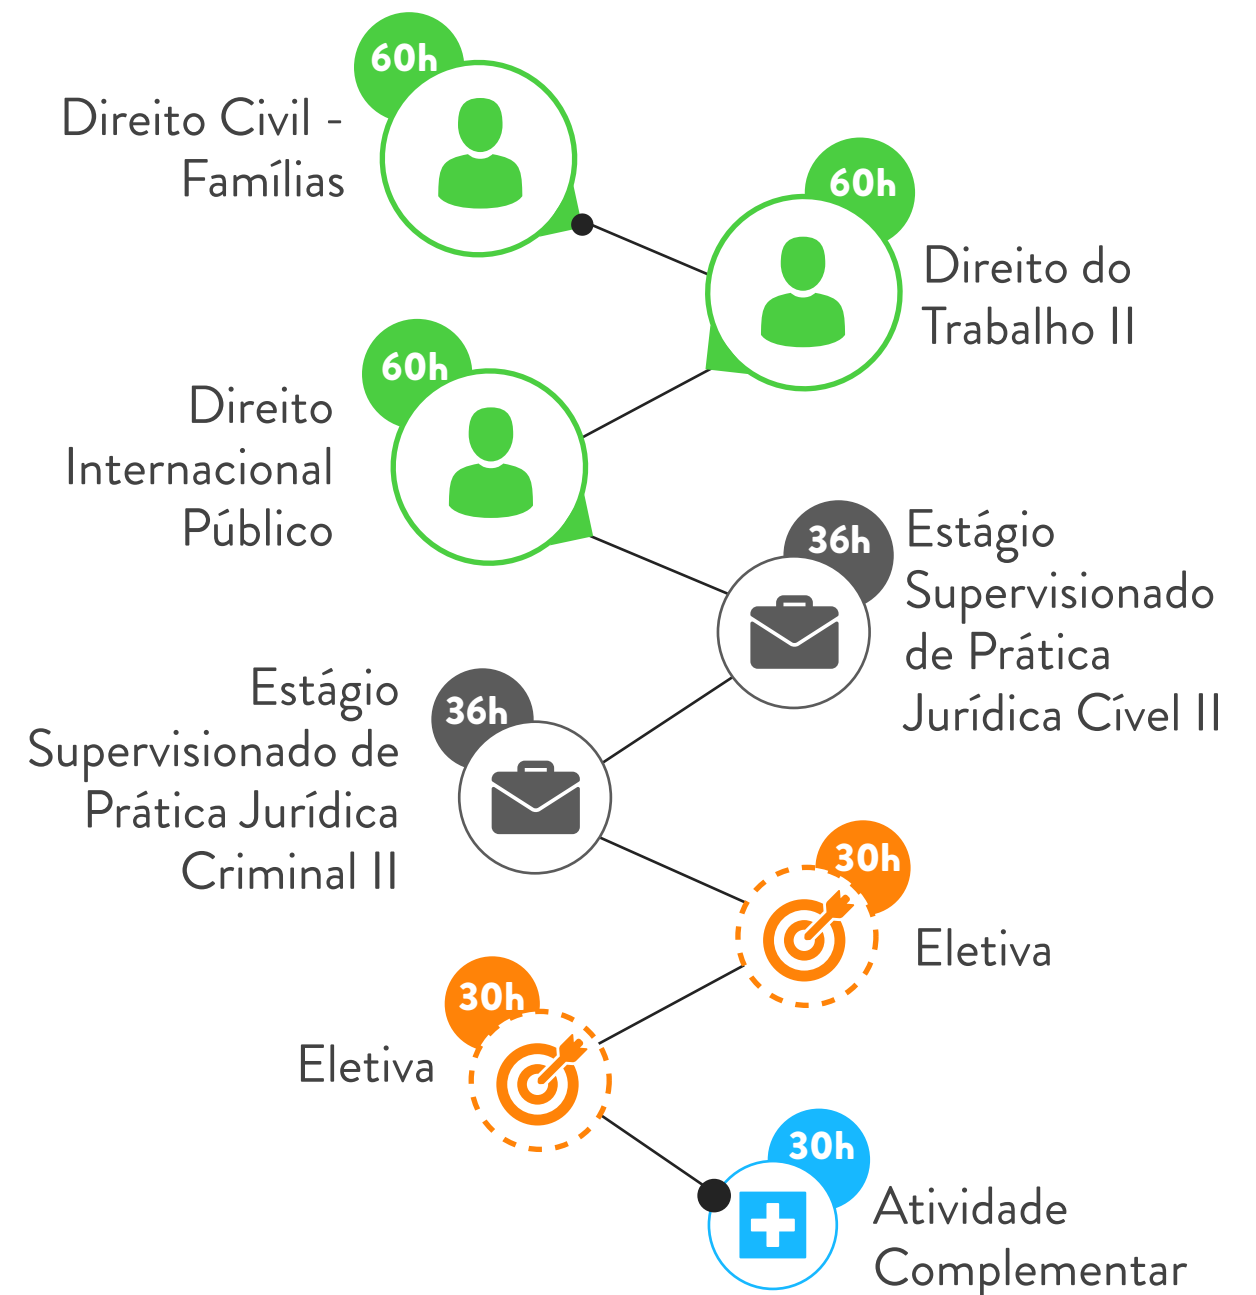 60h
Direito Civil -
Famílias
60h
Direito do
Trabalho II
60h
Direito
Internacional
Público
36h
Estágio
Supervisionado
de Prática
Jurídica Cível II
36h
Estágio
Supervisionado de
Prática Jurídica
Criminal II
30h
Eletiva
30h
Eletiva
30h
Atividade
Complementar